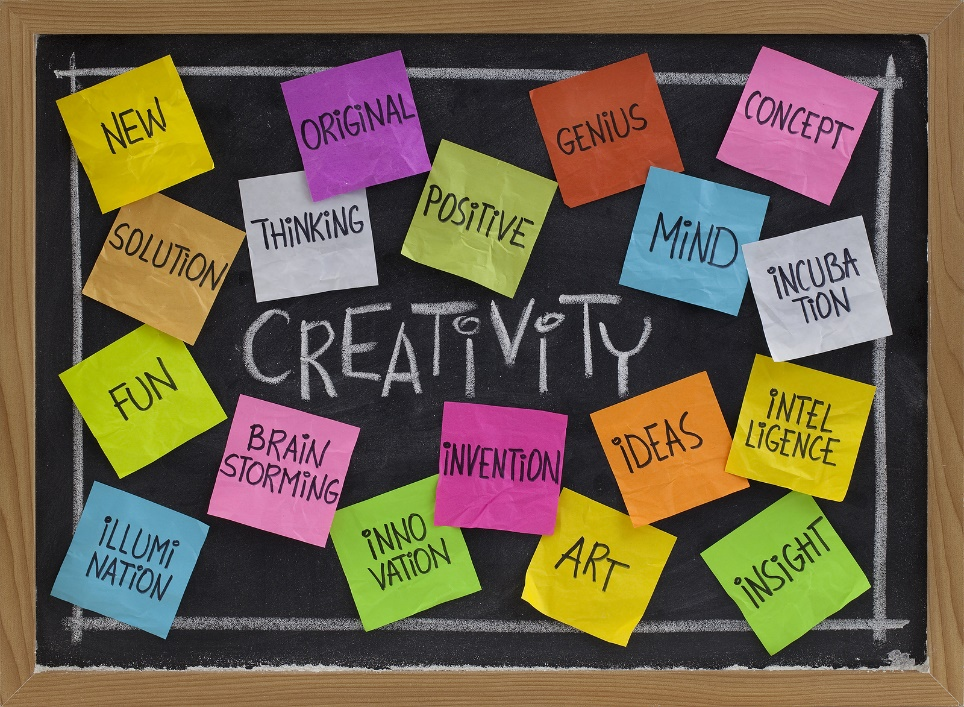 NEW
ORiGiNAL
GENiUS
CONCEPT
SOLUTiON
THiNKiNG
POSiTiVE
MiND
iNCUBA
TiON
CREATiViTY
FUN
BRAiN
STORMiNG
iNVENTiON
iDEAS
iNTEL
LiGENCE
iLLUMi
NATiON
iNNO
VATiON
ART
iNSiGHT